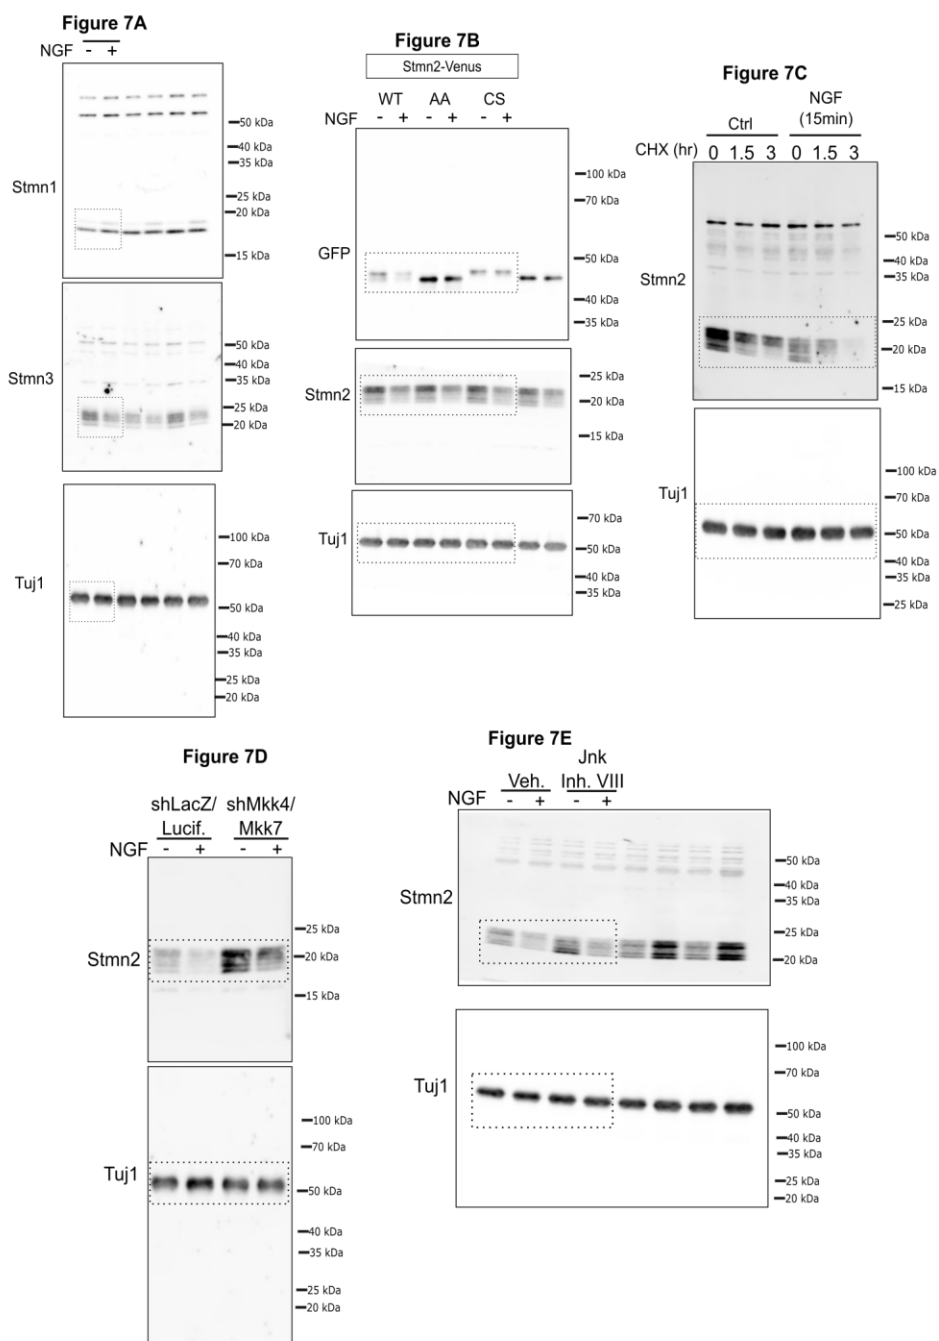 Figure 7A
NGF - +
Stmn1
50 kDa
40 kDa
35 kDa
25 kDa
20 kDa
15 kDa
Stmn3
50 kDa
40 kDa
35 kDa
25 kDa
20 kDa
Tuj1
100 kDa
70 kDa
50 kDa
40 kDa
35 kDa
25 kDa
20 kDa
Figure 7B
Stmn2-Venus
WT AA CS
NGF - + - + - +
GFP
100 kDa
70 kDa
50 kDa
40 kDa
35 kDa
Stmn2
25 kDa
20 kDa
15 kDa
Tuj1
70 kDa
50 kDa
40 kDa
35 kDa
Figure 7C
NGF
Ctrl (15min)
CHX (hr) 0 1.5 3 0 1.5 3
Stmn2
50 kDa
40 kDa
35 kDa
25 kDa
20 kDa
15 kDa
Tuj1
100 kDa
70 kDa
50 kDa
40 kDa
35 kDa
25 kDa
Figure 7D
shLacZ/ shMkk4/
Lucif. Mkk7
NGF - + - +
Stmn2
25 kDa
20 kDa
15 kDa
Tuj1
100 kDa
70 kDa
50 kDa
40 kDa
35 kDa
25 kDa
20 kDa
Figure 7E
Jnk
Veh. Inh. VIII
NGF - + - +
Stmn2
50 kDa
40 kDa
35 kDa
25 kDa
20 kDa
Tuj1
100 kDa
70 kDa
50 kDa
40 kDa
35 kDa
25 kDa
20 kDa